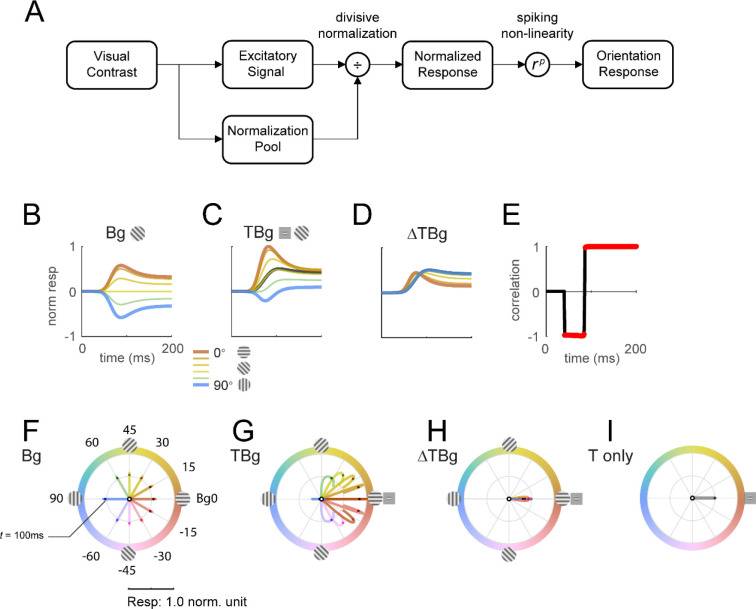 A
divisive
normalization
spiking
non-linearity
Visual
Contrast
Excitatory
Signal
÷
Normalized
Response
r^p
Orientation
Response
Normalization
Pool
B
Bg
C
TBg
D
ΔTBg
E
norm resp
1
0
-1
0
200
time (ms)
0°
90°
correlation
1
0
-1
0
200
time (ms)
F
Bg
45
60
30
15
90
Bg0
-15
-60
-30
-45
t = 100ms
Resp: 1.0 norm. unit
G
TBg
H
ΔTBg
I
T only